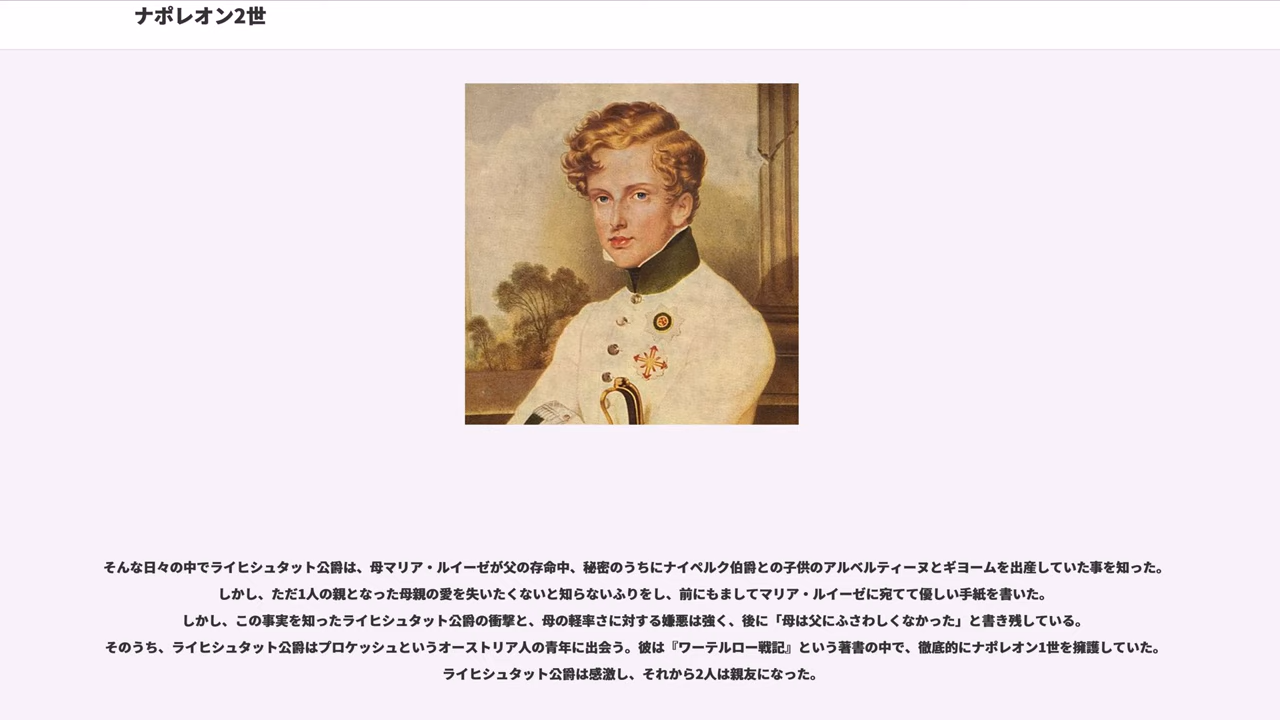 ナポレオン2世
そんな日々の中でライヒシュタット公爵は、母マリア・ルイーゼが父の存命中、秘密のうちにナイペルク伯爵との子供のアルベルティーヌとギヨームを出産していた事を知った。
しかし、ただ1人の親となった母親の愛を失いたくないと知らないふりをし、前にもましてマリア・ルイーゼに宛てて優しい手紙を書いた。
しかし、この事実を知ったライヒシュタット公爵の衝撃と、母の軽率さに対する嫌悪は強く、後に「母は父にふさわしくなかった」と書き残している。
そのうち、ライヒシュタット公爵はプロケッシュというオーストリア人の青年に出会う。彼は『ワーテルロー戦記』という著書の中で、徹底的にナポレオン1世を擁護していた。
ライヒシュタット公爵は感激し、それから2人は親友になった。